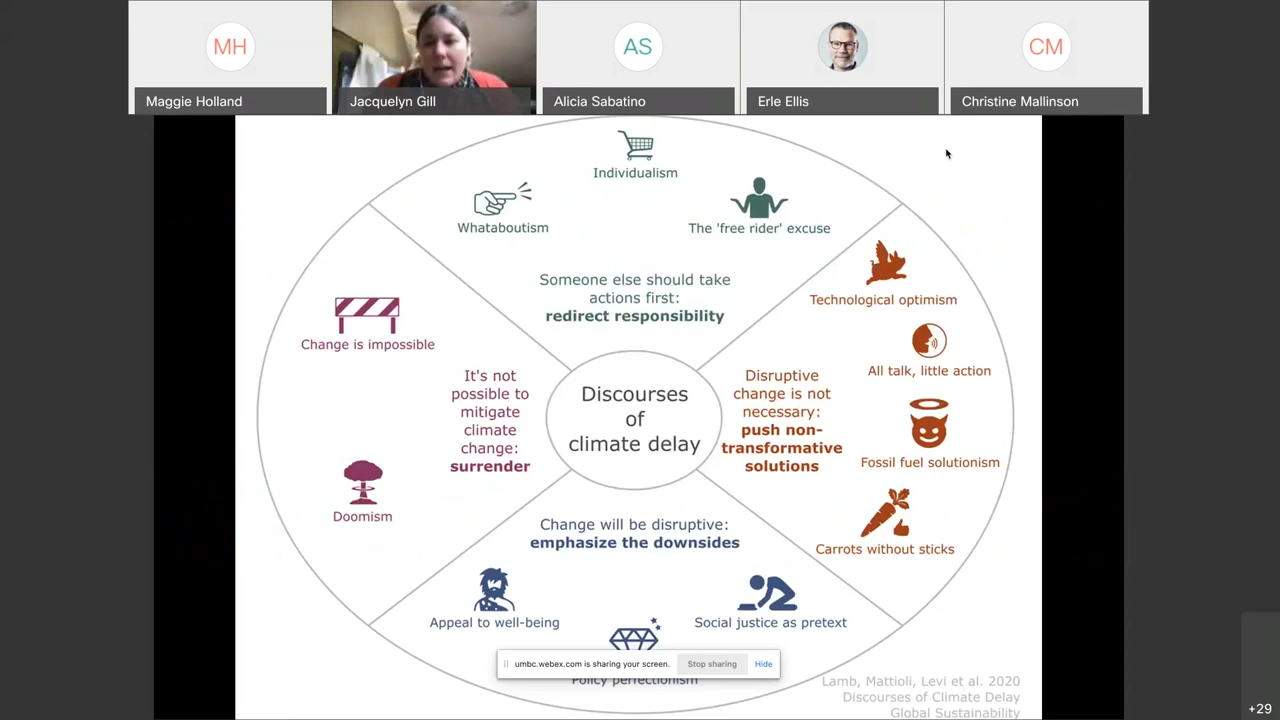 MH
AS
CM
Maggie Holland
Jacquelyn Gill
Alicia Sabatino
Erle Ellis
Christine Mallinson
Individualism
Whataboutism
The 'free rider' excuse
Someone else should take
actions first:
redirect responsibility
Technological optimism
All talk, little action
Fossil fuel solutionism
Carrots without sticks
Disruptive
change is not
necessary:
push non-
transformative
solutions
Change is impossible
Doomism
It's not
possible to
mitigate
climate
change:
surrender
Discourses
of
climate delay
Change will be disruptive:
emphasize the downsides
Appeal to well-being
Social justice as pretext
Policy perfectionism
umbc.webex.com is sharing your screen.
Stop sharing
Hide
Lamb, Mattioli, Levi et al. 2020
Discourses of Climate Delay
Global Sustainability
+29